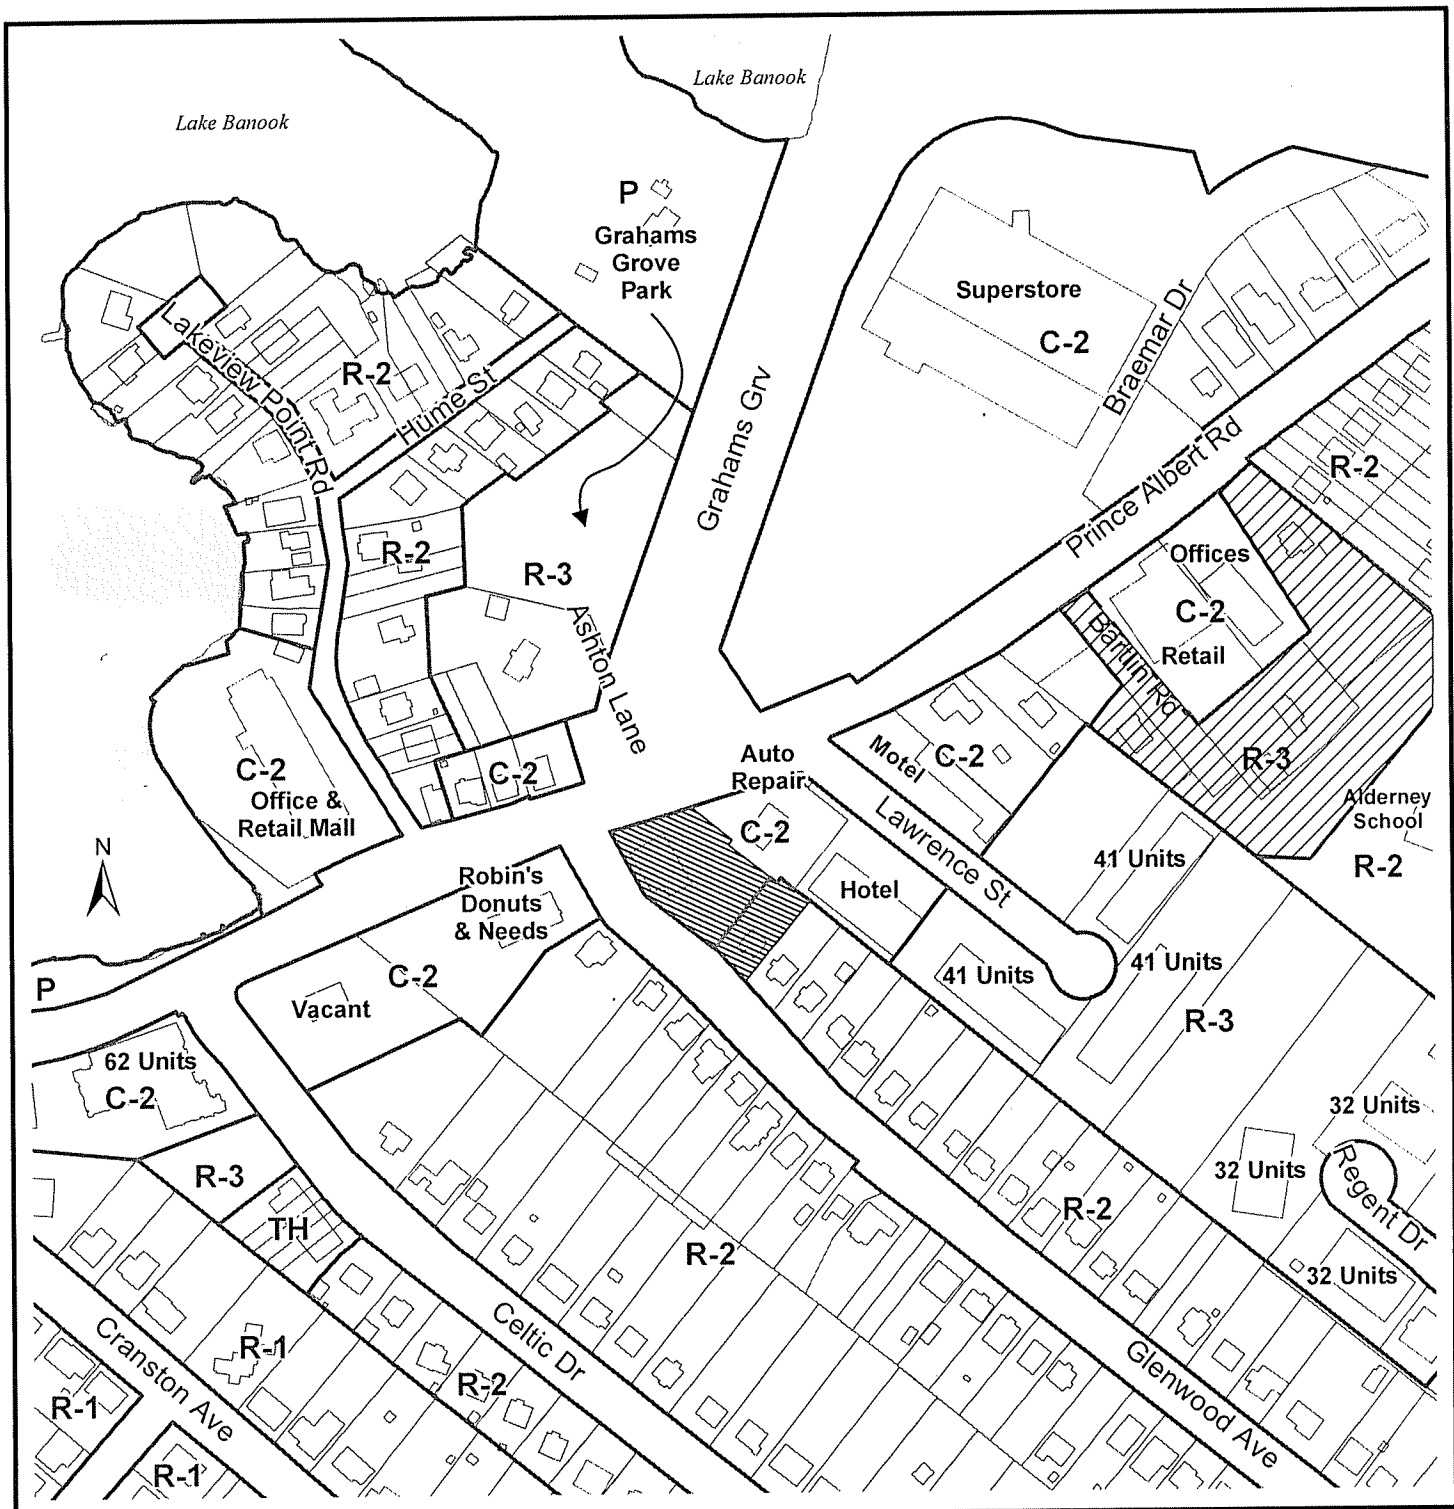 Lake Banook
Lake Banook
P
Grahams
Grove
Park
Superstore
C-2
Braemar Dr
Lakeview Point Rd
R-2
Hume St
Grahams Grv
Prince Albert Rd
R-2
R-2
R-3
Ashton Lane
Offices
C-2
Retail
Bartlin Rd
R-3
Alderney
School
R-2
C-2
Office &
Retail Mall
C-2
Auto
Repair
C-2
Motel
C-2
Lawrence St
Hotel
41 Units
41 Units
41 Units
R-3
N
Robin's
Donuts
& Needs
C-2
Vacant
P
62 Units
C-2
R-3
TH
32 Units
32 Units
Regent Dr
32 Units
R-2
R-2
Celtic Dr
Glenwood Ave
R-1
R-2
Cranston Ave
R-1
R-1